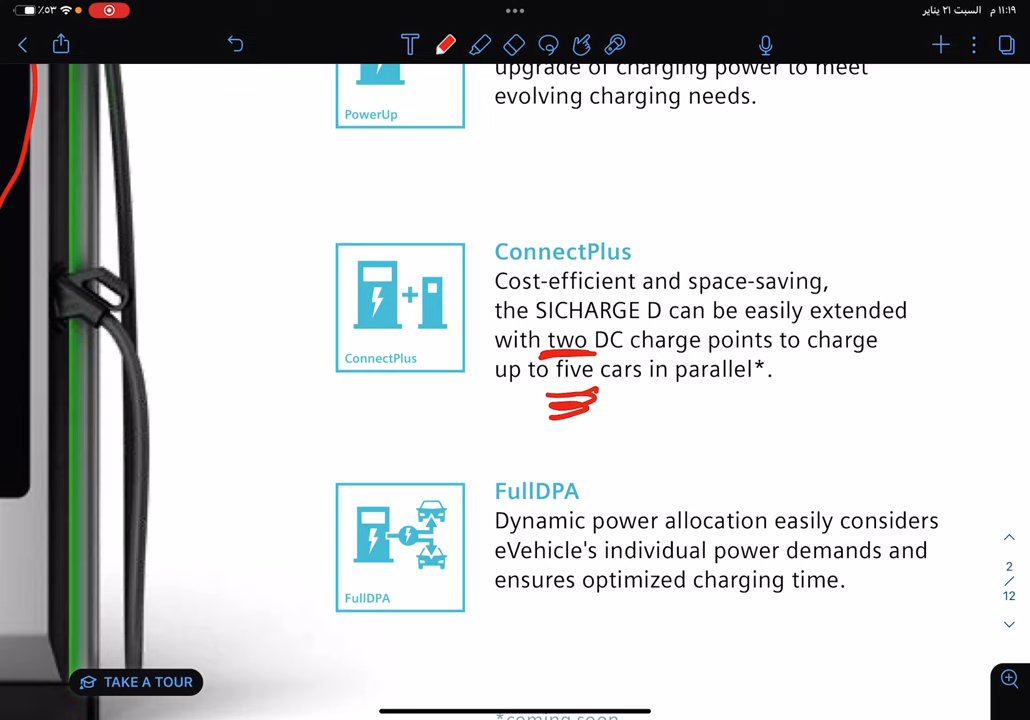 ١١:١٩ م السبت ٢١ يناير
٪٥٣
T
upgrade of charging power to meet
evolving charging needs.
PowerUp
ConnectPlus
Cost-efficient and space-saving,
the SICHARGE D can be easily extended
with two DC charge points to charge
up to five cars in parallel*.
ConnectPlus
FullDPA
Dynamic power allocation easily considers
eVehicle's individual power demands and
ensures optimized charging time.
FullDPA
2
/
12
TAKE A TOUR
*coming soon